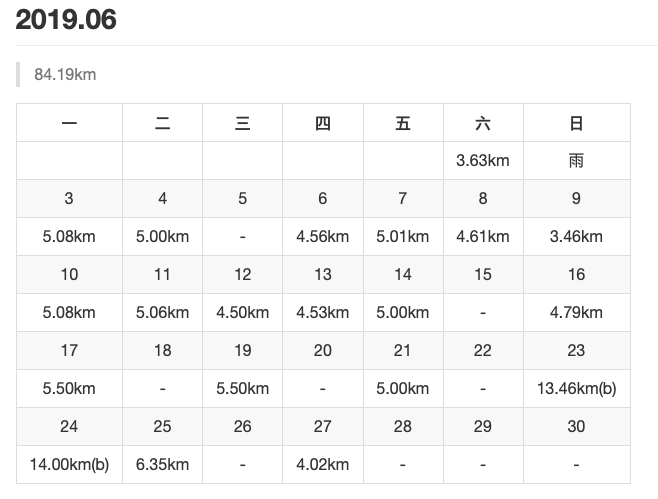 2019.06
84.19km
一 二 三 四 五 六 日
3.63km 雨
3 4 5 6 7 8 9
5.08km 5.00km - 4.56km 5.01km 4.61km 3.46km
10 11 12 13 14 15 16
5.08km 5.06km 4.50km 4.53km 5.00km - 4.79km
17 18 19 20 21 22 23
5.50km - 5.50km - 5.00km - 13.46km(b)
24 25 26 27 28 29 30
14.00km(b) 6.35km - 4.02km - - -